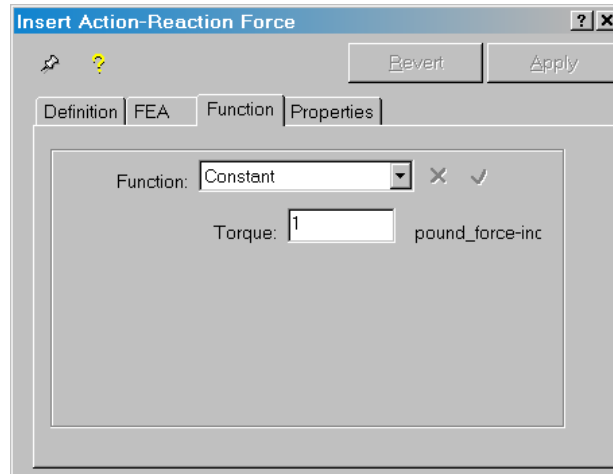 Insert Action-Reaction Force
Revert Apply
Definition FEA Function Properties
Function: Constant
Torque: 1 pound_force-inc